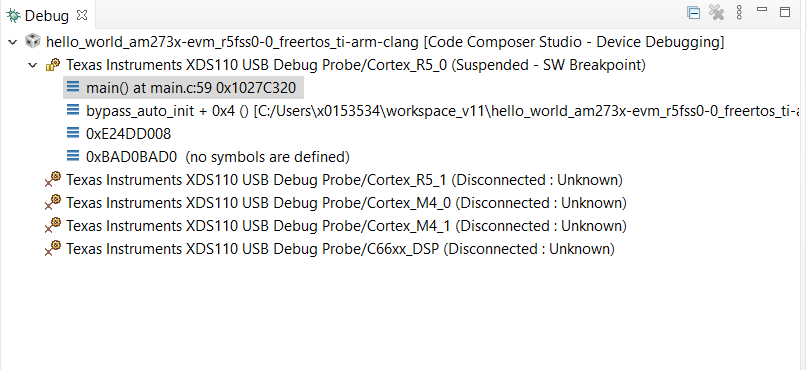 Debug
hello_world_am273x-evm_r5fss0-0_freertos_ti-arm-clang [Code Composer Studio - Device Debugging]
Texas Instruments XDS110 USB Debug Probe/Cortex_R5_0 (Suspended - SW Breakpoint)
main() at main.c:59 0x1027C320
bypass_auto_init + 0x4 () [C:/Users\x0153534\workspace_v11\hello_world_am273x-evm_r5fss0-0_freertos_ti-a
0xE24DD008
0xBAD0BAD0  (no symbols are defined)
Texas Instruments XDS110 USB Debug Probe/Cortex_R5_1 (Disconnected : Unknown)
Texas Instruments XDS110 USB Debug Probe/Cortex_M4_0 (Disconnected : Unknown)
Texas Instruments XDS110 USB Debug Probe/Cortex_M4_1 (Disconnected : Unknown)
Texas Instruments XDS110 USB Debug Probe/C66xx_DSP (Disconnected : Unknown)